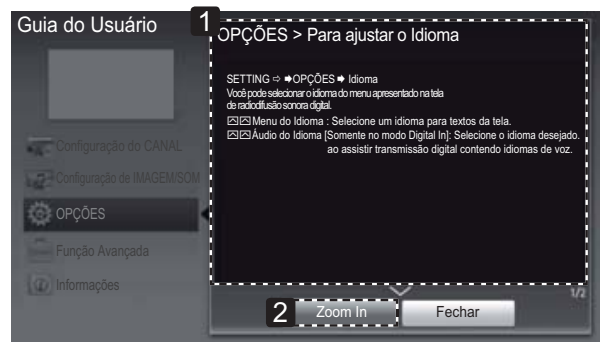 Guia do Usuário
1
OPÇÕES > Para ajustar o Idioma
SETTING ⇨ ➡OPÇÕES ➡ Idioma
Você pode selecionar o idioma do menu apresentado na tela
de radiodifusão sonora digital.
Menu do Idioma : Selecione um idioma para textos da tela.
Áudio do Idioma [Somente no modo Digital In]: Selecione o idioma desejado.
ao assistir transmissão digital contendo idiomas de voz.
Configuração do CANAL
Configuração de IMAGEM/SOM
OPÇÕES
Função Avançada
Informações
1/2
2
Zoom In
Fechar